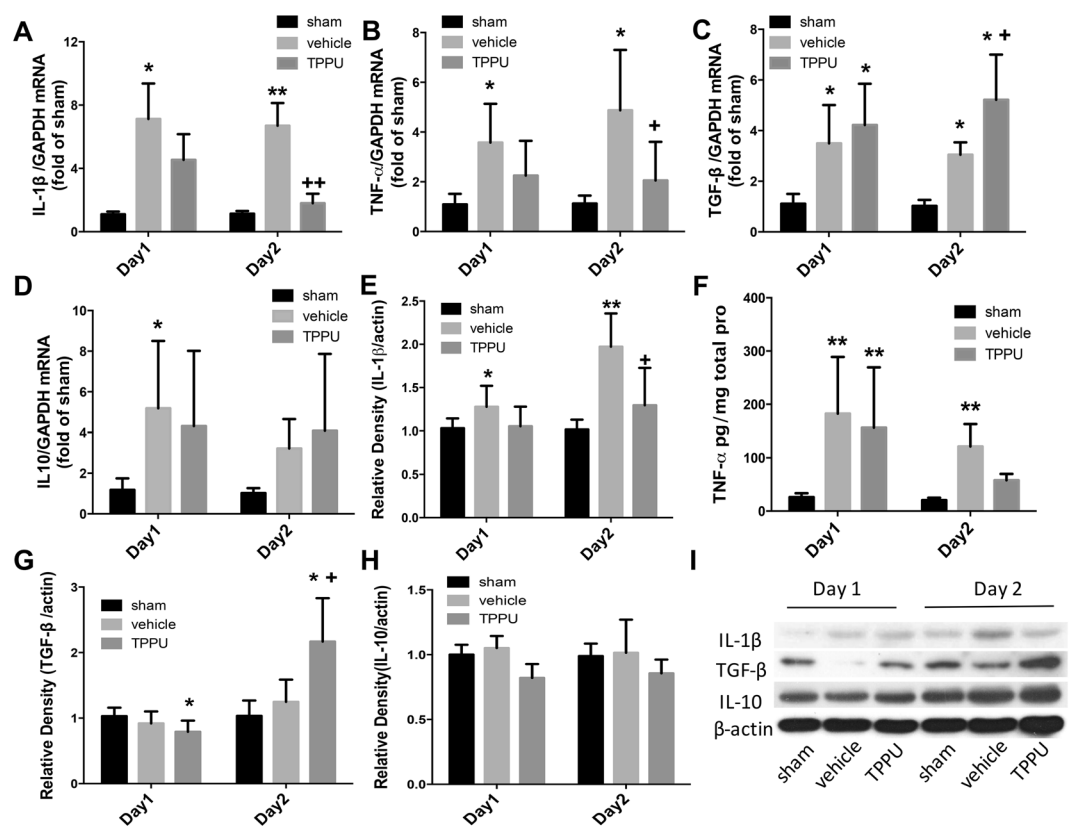 A
IL-1β /GAPDH mRNA
(fold of sham)
12
8
4
0
sham
vehicle
TPPU
*
**
++
Day1
Day2
B
TNF-α/GAPDH mRNA
(fold of sham)
8
6
4
2
0
sham
vehicle
TPPU
*
*
+
Day1
Day2
C
TGF-β /GAPDH mRNA
(fold of sham)
8
6
4
2
0
sham
vehicle
TPPU
*
*
*
* +
Day1
Day2
D
IL10/GAPDH mRNA
(fold of sham)
10
8
6
4
2
0
sham
vehicle
TPPU
*
Day1
Day2
E
Relative Density (IL-1β/actin)
2.5
2.0
1.5
1.0
0.5
0.0
sham
vehicle
TPPU
*
**
+
Day1
Day2
F
TNF-α pg/mg total pro
400
300
200
100
0
sham
vehicle
TPPU
**
**
**
Day1
Day2
G
Relative Density (TGF-β /actin)
3
2
1
0
sham
vehicle
TPPU
*
* +
Day1
Day2
H
Relative Density(IL-10/actin)
1.5
1.0
0.5
0.0
sham
vehicle
TPPU
Day1
Day2
I
Day 1
Day 2
IL-1β
TGF-β
IL-10
β-actin
sham
vehicle
TPPU
sham
vehicle
TPPU